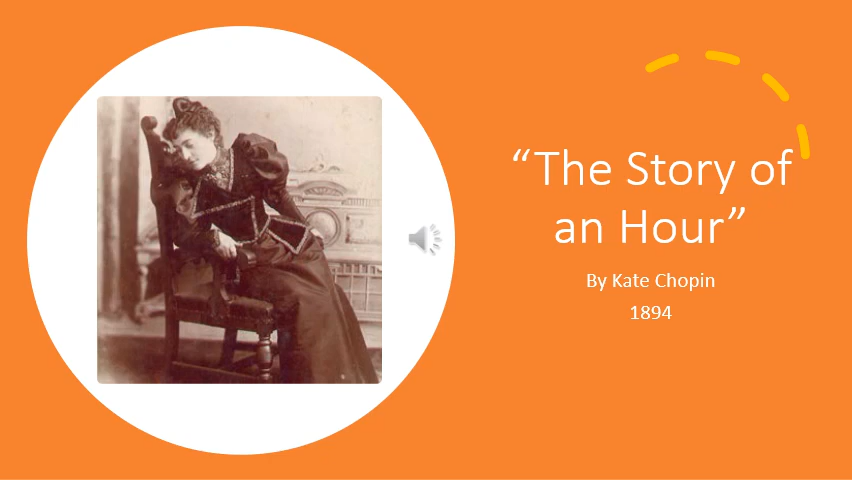 “The Story of
an Hour”
By Kate Chopin
1894